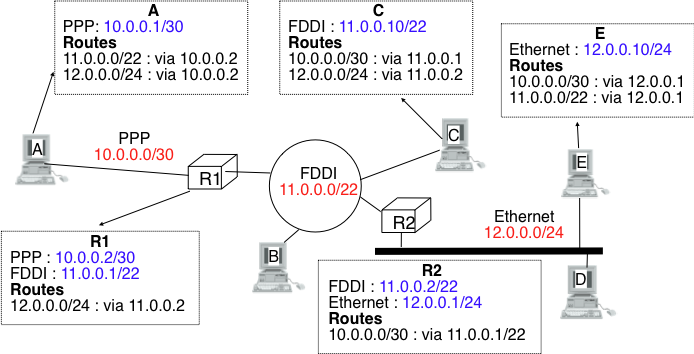 A
PPP: 10.0.0.1/30
Routes
11.0.0.0/22 : via 10.0.0.2
12.0.0.0/24 : via 10.0.0.2
C
FDDI : 11.0.0.10/22
Routes
10.0.0.0/30 : via 11.0.0.1
12.0.0.0/24 : via 11.0.0.2
E
Ethernet : 12.0.0.10/24
Routes
10.0.0.0/30 : via 12.0.0.1
11.0.0.0/22 : via 12.0.0.1
A
PPP
10.0.0.0/30
R1
FDDI
11.0.0.0/22
C
E
R2
Ethernet
12.0.0.0/24
B
D
R1
PPP : 10.0.0.2/30
FDDI : 11.0.0.1/22
Routes
12.0.0.0/24 : via 11.0.0.2
R2
FDDI : 11.0.0.2/22
Ethernet : 12.0.0.1/24
Routes
10.0.0.0/30 : via 11.0.0.1/22